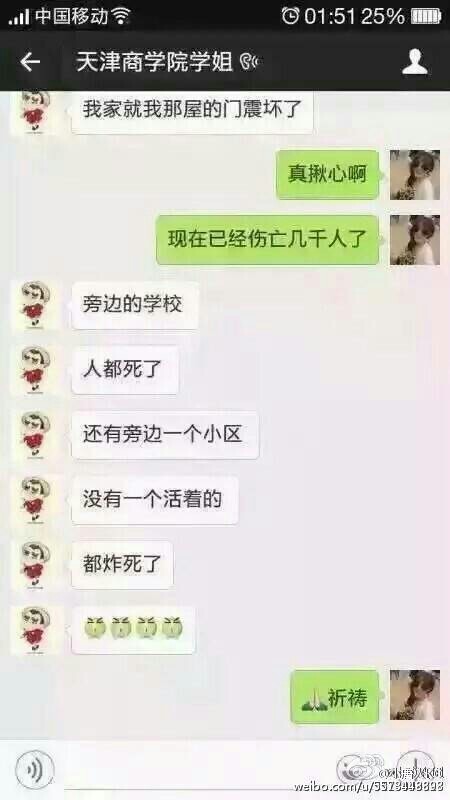 中国移动
01:51 25%
天津商学院学姐
我家就我那屋的门震坏了
真揪心啊
现在已经伤亡几千人了
旁边的学校
人都死了
还有旁边一个小区
没有一个活着的
都炸死了
祈祷